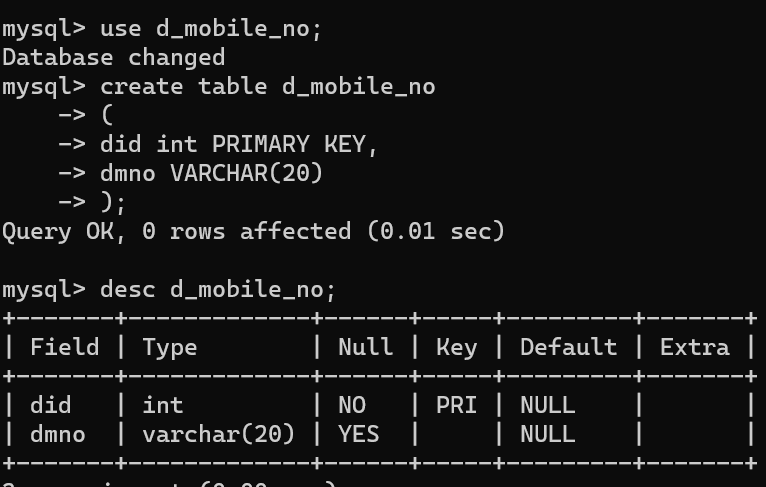 mysql> use d_mobile_no;
Database changed
mysql> create table d_mobile_no
    -> (
    -> did int PRIMARY KEY,
    -> dmno VARCHAR(20)
    -> );
Query OK, 0 rows affected (0.01 sec)

mysql> desc d_mobile_no;
+-------+-------------+------+-----+---------+-------+
| Field | Type        | Null | Key | Default | Extra |
+-------+-------------+------+-----+---------+-------+
| did   | int         | NO   | PRI | NULL    |       |
| dmno  | varchar(20) | YES  |     | NULL    |       |
+-------+-------------+------+-----+---------+-------+